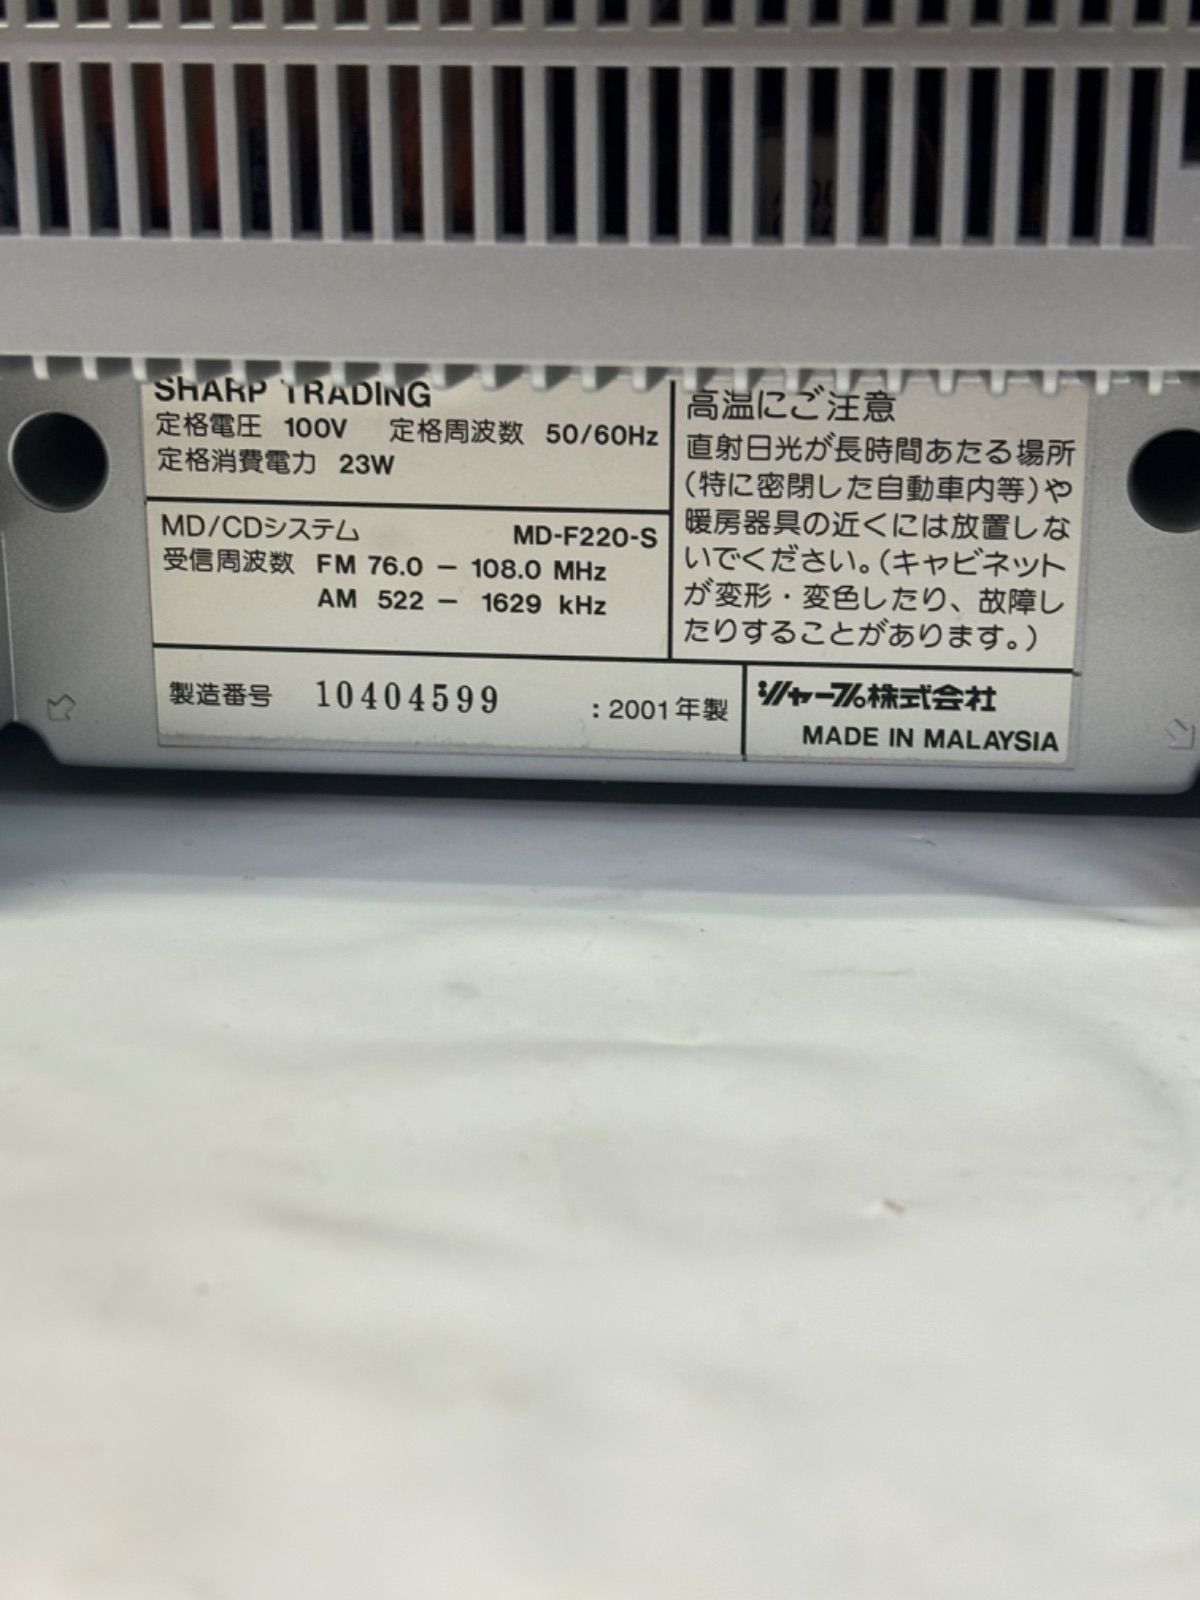 SHARP TRADING
定格電圧 100V 定格周波数 50/60Hz
定格消費電力 23W
MD/CDシステム MD-F220-S
受信周波数 FM 76.0 － 108.0 MHz
AM 522 － 1629 kHz
高温にご注意
直射日光が長時間あたる場所
(特に密閉した自動車内等)や
暖房器具の近くには放置しな
いでください。(キャビネット
が変形・変色したり、故障し
たりすることがあります。)
製造番号 10404599 : 2001年製
シャープ株式会社
MADE IN MALAYSIA